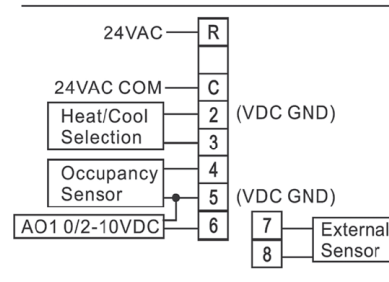 24VAC R
24VAC COM C
Heat/Cool 2 (VDC GND)
Selection 3
Occupancy 4
Sensor 5 (VDC GND)
AO1 0/2-10VDC 6
7 External
8 Sensor